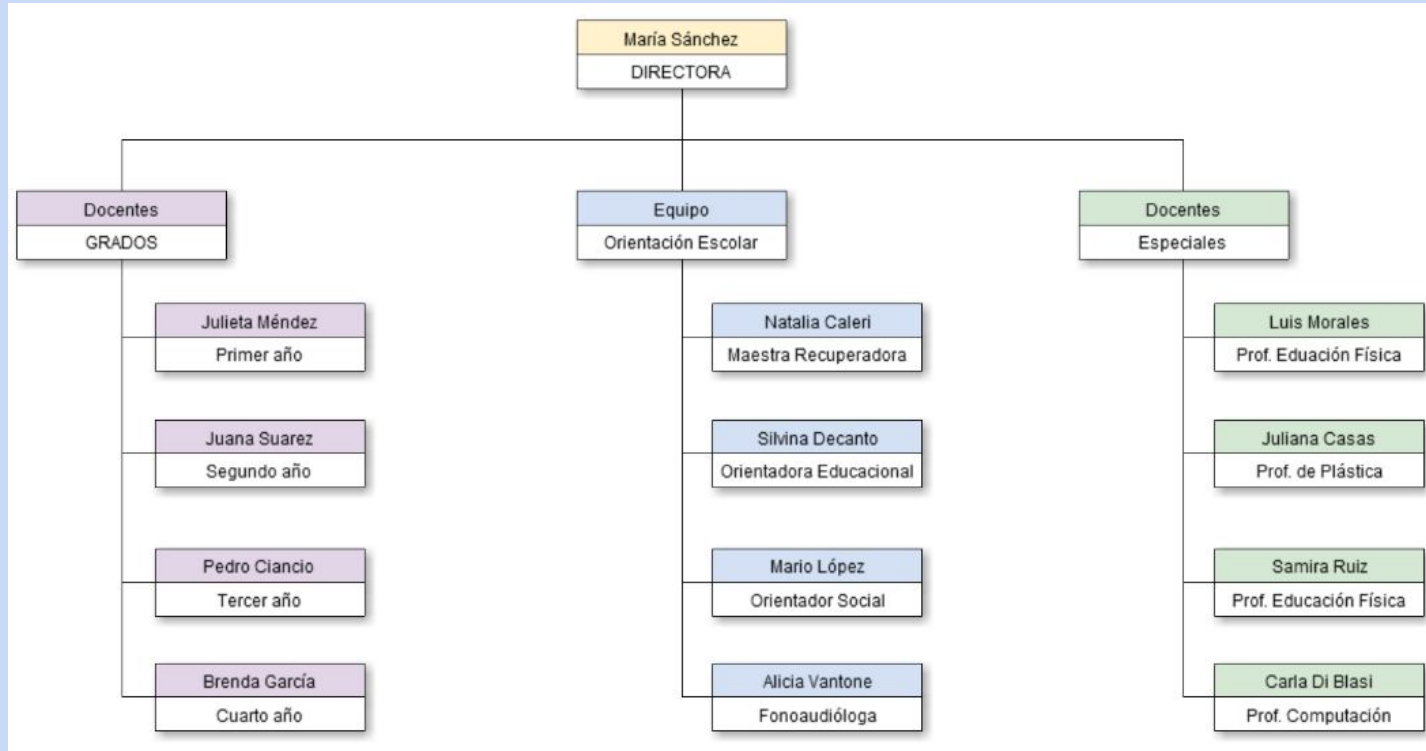 María Sánchez
DIRECTORA
Docentes
GRADOS
Julieta Méndez
Primer año
Juana Suarez
Segundo año
Pedro Ciancio
Tercer año
Brenda García
Cuarto año
Equipo
Orientación Escolar
Natalia Caleri
Maestra Recuperadora
Silvina Decanto
Orientadora Educacional
Mario López
Orientador Social
Alicia Vantone
Fonoaudióloga
Docentes
Especiales
Luis Morales
Prof. Eduación Física
Juliana Casas
Prof. de Plástica
Samira Ruiz
Prof. Educación Física
Carla Di Blasi
Prof. Computación